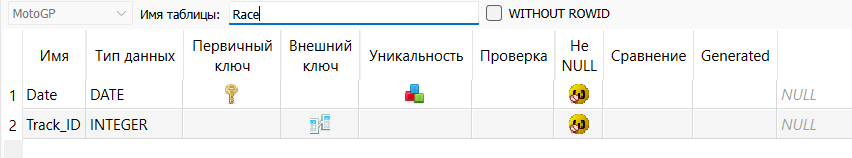 MotoGP Имя таблицы: Race WITHOUT ROWID
Имя Тип данных Первичный ключ Внешний ключ Уникальность Проверка Не NULL Сравнение Generated
1 Date DATE NULL
2 Track_ID INTEGER NULL